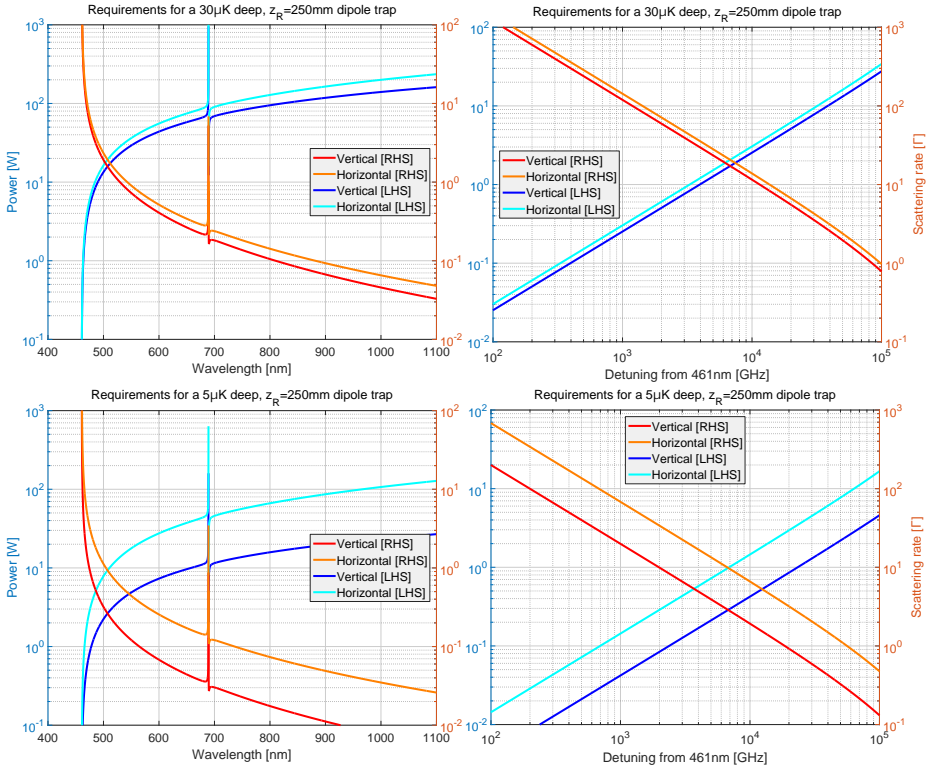 Requirements for a 30µK deep, z_R=250mm dipole trap
Power [W]
10^3
10^2
10^1
10^0
10^-1
10^2
10^1
10^0
10^-1
10^-2
Vertical [RHS]
Horizontal [RHS]
Vertical [LHS]
Horizontal [LHS]
400 500 600 700 800 900 1000 1100
Wavelength [nm]
Requirements for a 30µK deep, z_R=250mm dipole trap
10^2
10^1
10^0
10^-1
10^-2
10^3
10^2
10^1
10^0
10^-1
Scattering rate [Γ]
Vertical [RHS]
Horizontal [RHS]
Vertical [LHS]
Horizontal [LHS]
10^2 10^3 10^4 10^5
Detuning from 461nm [GHz]
Requirements for a 5µK deep, z_R=250mm dipole trap
Power [W]
10^3
10^2
10^1
10^0
10^-1
10^2
10^1
10^0
10^-1
10^-2
Vertical [RHS]
Horizontal [RHS]
Vertical [LHS]
Horizontal [LHS]
400 500 600 700 800 900 1000 1100
Wavelength [nm]
Requirements for a 5µK deep, z_R=250mm dipole trap
10^2
10^1
10^0
10^-1
10^-2
10^3
10^2
10^1
10^0
10^-1
Scattering rate [Γ]
Vertical [RHS]
Horizontal [RHS]
Vertical [LHS]
Horizontal [LHS]
10^2 10^3 10^4 10^5
Detuning from 461nm [GHz]